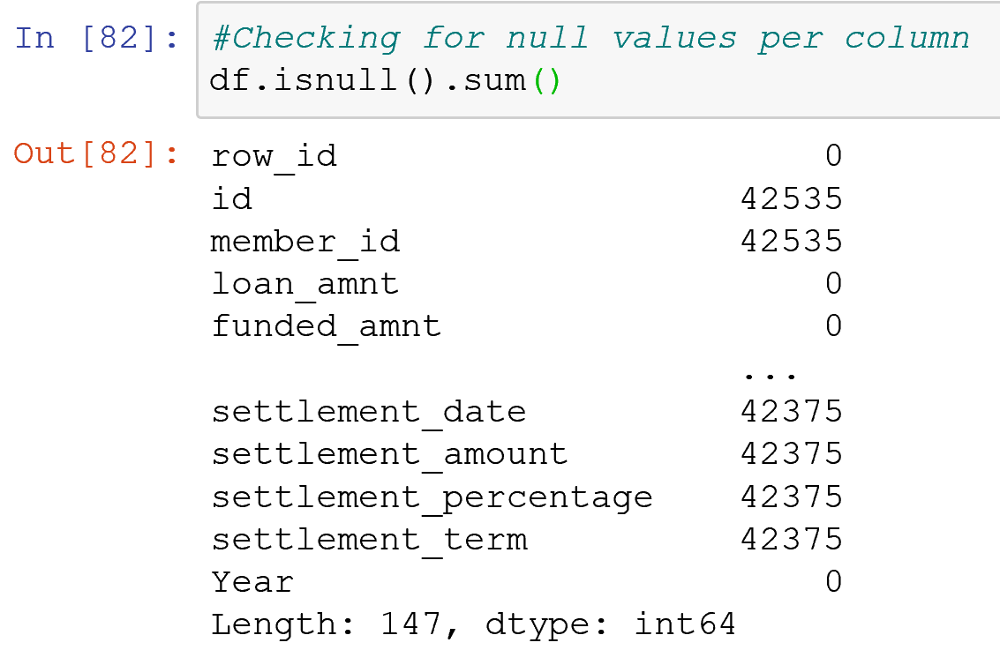 In [82]: #Checking for null values per column
df.isnull().sum()
Out[82]: row_id 0
id 42535
member_id 42535
loan_amnt 0
funded_amnt 0
...
settlement_date 42375
settlement_amount 42375
settlement_percentage 42375
settlement_term 42375
Year 0
Length: 147, dtype: int64